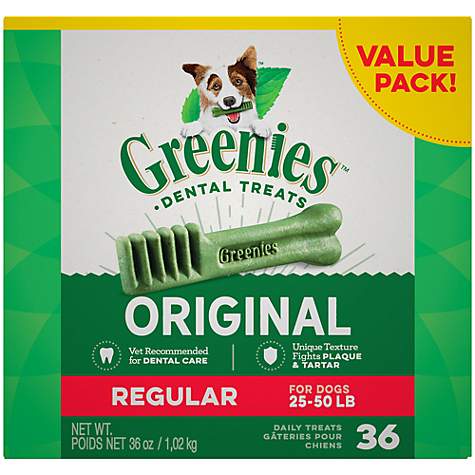 VALUE
PACK!
Greenies™
• DENTAL TREATS •
Greenies
ORIGINAL
Vet Recommended
for DENTAL CARE
Unique Texture
Fights PLAQUE
& TARTAR
REGULAR
FOR DOGS
25-50 LB
NET WT.
POIDS NET 36 oz / 1,02 kg
DAILY TREATS
GÂTERIES POUR
CHIENS
36